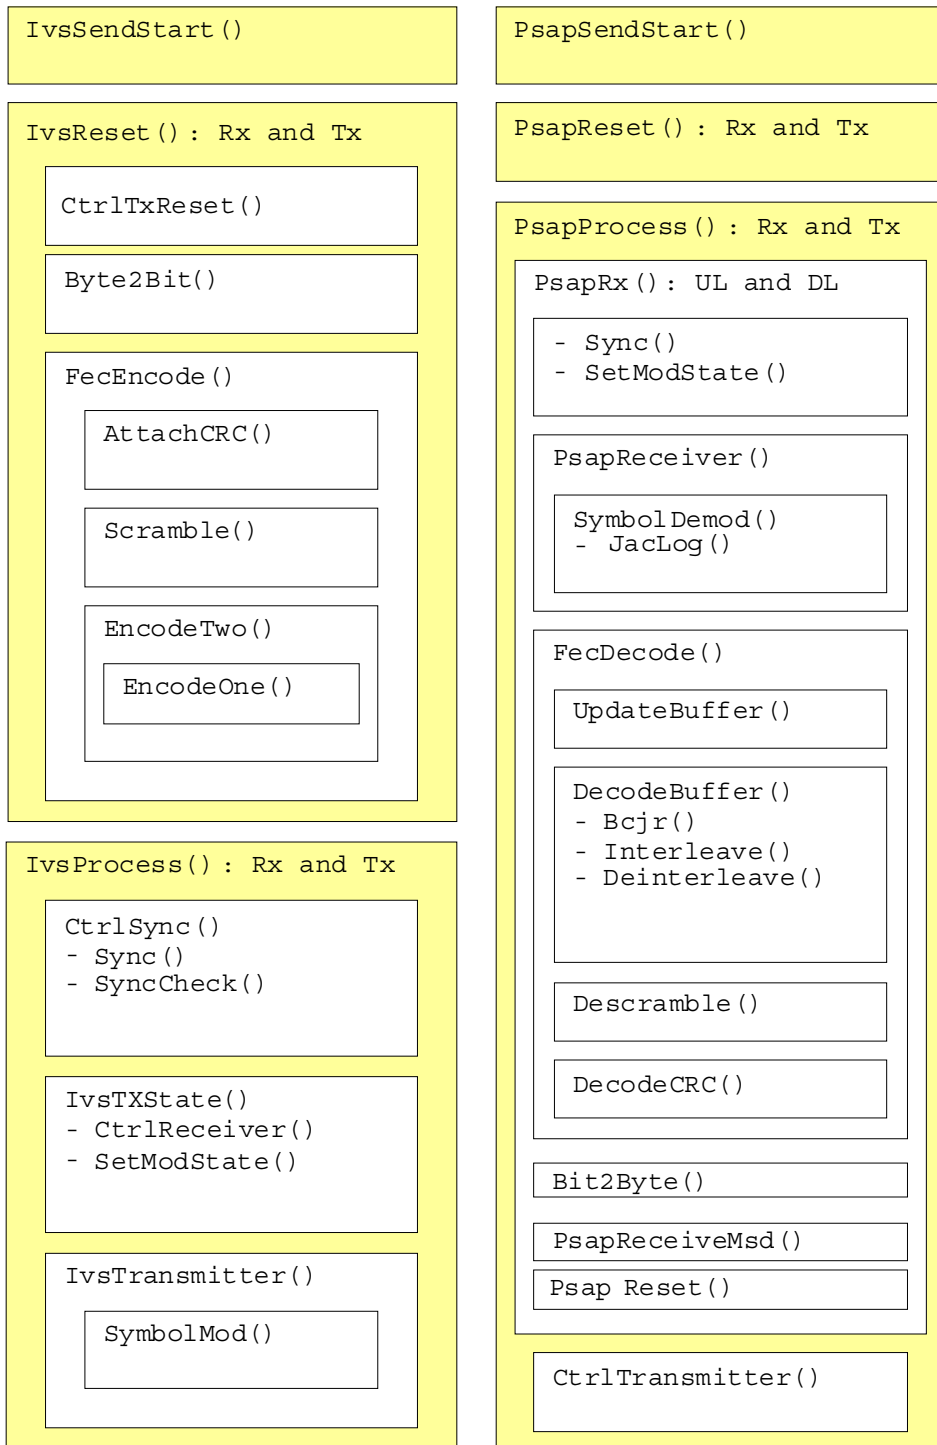 IvsSendStart()
IvsReset(): Rx and Tx
CtrlTxReset()
Byte2Bit()
FecEncode()
AttachCRC()
Scramble()
EncodeTwo()
EncodeOne()
IvsProcess(): Rx and Tx
CtrlSync()
- Sync()
- SyncCheck()
IvsTXState()
- CtrlReceiver()
- SetModState()
IvsTransmitter()
SymbolMod()
PsapSendStart()
PsapReset(): Rx and Tx
PsapProcess(): Rx and Tx
PsapRx(): UL and DL
- Sync()
- SetModState()
PsapReceiver()
SymbolDemod()
- JacLog()
FecDecode()
UpdateBuffer()
DecodeBuffer()
- Bcjr()
- Interleave()
- Deinterleave()
Descramble()
DecodeCRC()
Bit2Byte()
PsapReceiveMsd()
Psap Reset()
CtrlTransmitter()